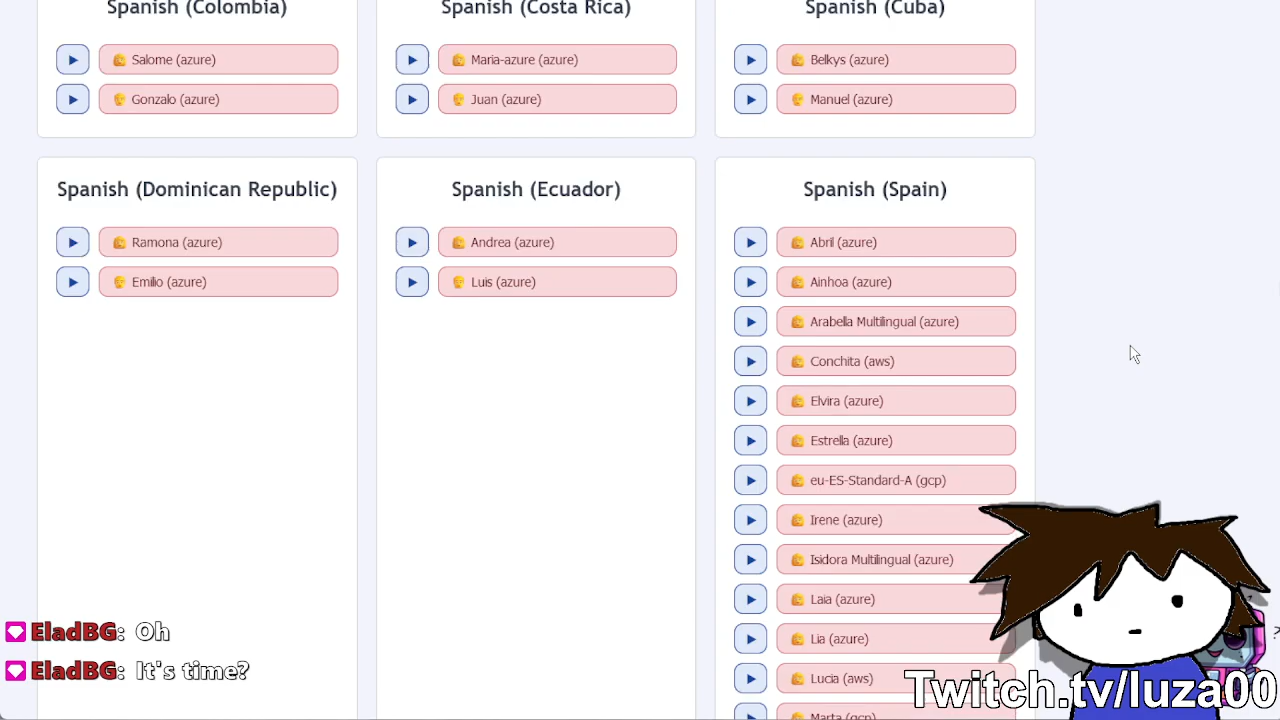 Spanish (Colombia)
Salome (azure)
Gonzalo (azure)
Spanish (Costa Rica)
Maria-azure (azure)
Juan (azure)
Spanish (Cuba)
Belkys (azure)
Manuel (azure)
Spanish (Dominican Republic)
Ramona (azure)
Emilio (azure)
Spanish (Ecuador)
Andrea (azure)
Luis (azure)
Spanish (Spain)
Abril (azure)
Ainhoa (azure)
Arabella Multilingual (azure)
Conchita (aws)
Elvira (azure)
Estrella (azure)
eu-ES-Standard-A (gcp)
Irene (azure)
Isidora Multilingual (azure)
Laia (azure)
Lia (azure)
Lucia (aws)
Marta (gcp)
EladBG: Oh
EladBG: It's time?
?
Twitch.tv/luza00